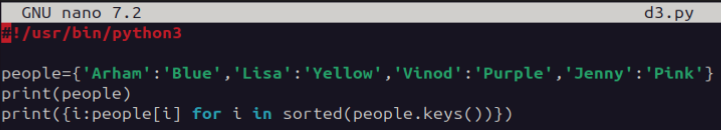 GNU nano 7.2 d3.py
#!/usr/bin/python3
people={'Arham':'Blue','Lisa':'Yellow','Vinod':'Purple','Jenny':'Pink'}
print(people)
print({i:people[i] for i in sorted(people.keys())})